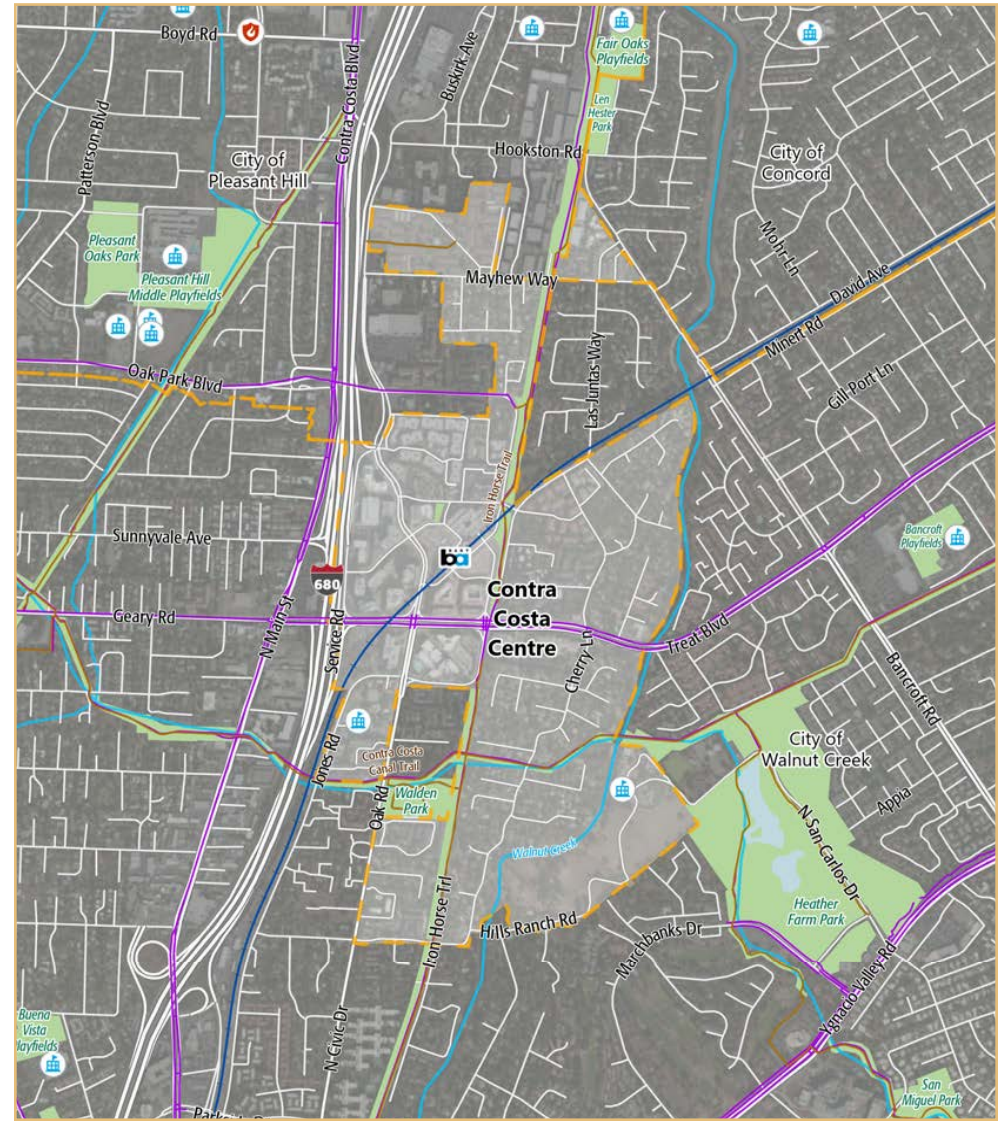 Boyd Rd
Contra Costa Blvd
Buskirk Ave
Fair Oaks
Playfields
Len
Hester
Park
Patterson Blvd
City of
Pleasant Hill
Hookston Rd
City of
Concord
Pleasant
Oaks Park
Pleasant Hill
Middle Playfields
Mayhew Way
Mohr Ln
David Ave
Minert Rd
Las Juntas Way
Oak Park Blvd
Gill Port Ln
Iron Horse Trail
Sunnyvale Ave
Bancroft
Playfields
ba
680
Contra
Costa
Centre
Geary Rd
N Main St
Service Rd
Treat Blvd
Cherry Ln
Bancroft Rd
Jones Rd
Contra Costa
Canal Trail
City of
Walnut Creek
Oak Rd
Walden
Park
Appia
N San Carlos Dr
Walnut Creek
Heather
Farm Park
Iron Horse Trl
Hills Ranch Rd
Marchbanks Dr
Ygnacio Valley Rd
Buena
Vista
layfields
N Civic Dr
San
Miguel Park